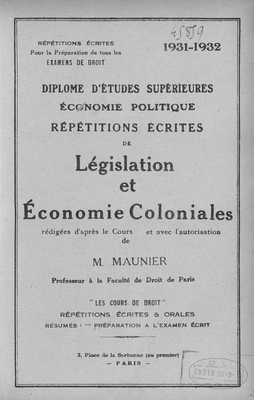 RÉPÉTITIONS ÉCRITES
Pour la Préparation de tous les
EXAMENS DE DROIT
1931-1932
DIPLOME D'ÉTUDES SUPÉRIEURES
ÉCONOMIE POLITIQUE
RÉPÉTITIONS ÉCRITES
DE
Législation
et
Économie Coloniales
rédigées d'après le Cours et avec l'autorisation
de
M. MAUNIER
Professeur à la Faculté de Droit de Paris
"LES COURS DE DROIT"
RÉPÉTITIONS ÉCRITES & ORALES
RÉSUMÉS : — PRÉPARATION A L'EXAMEN ÉCRIT
3, Place de la Sorbonne (au premier)
— PARIS —